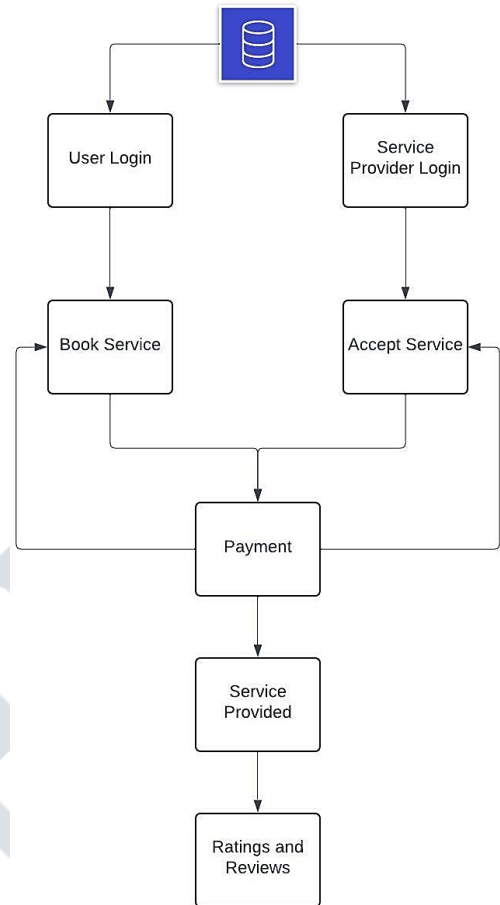 User Login
Service
Provider Login
Book Service
Accept Service
Payment
Service
Provided
Ratings and
Reviews